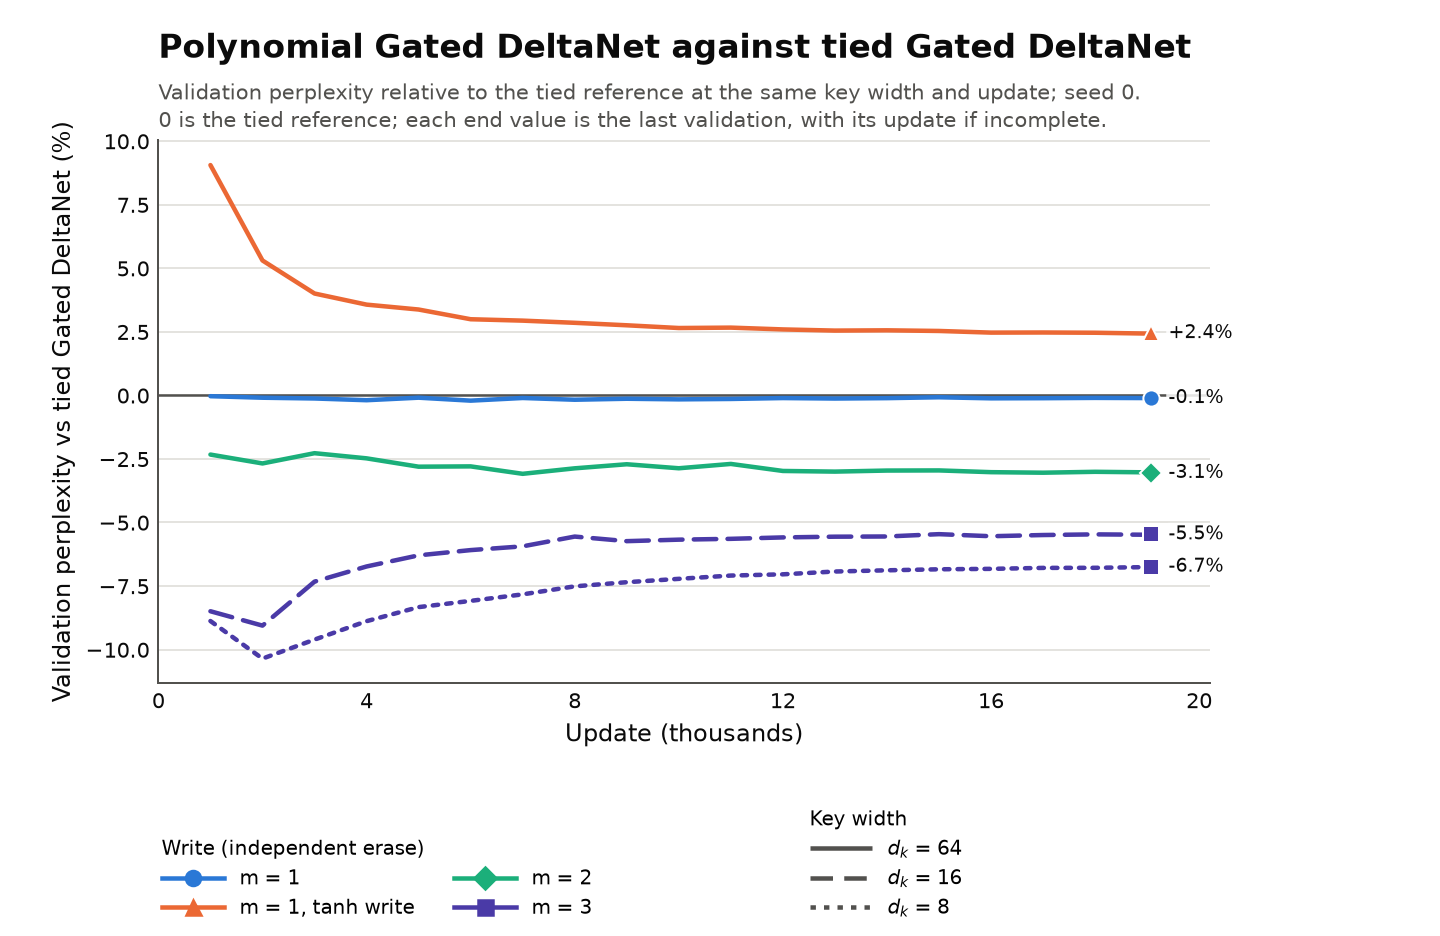 Polynomial Gated DeltaNet against tied Gated DeltaNet
Validation perplexity relative to the tied reference at the same key width and update; seed 0.
0 is the tied reference; each end value is the last validation, with its update if incomplete.
Validation perplexity vs tied Gated DeltaNet (%)
10.0
7.5
5.0
2.5
0.0
−2.5
−5.0
−7.5
−10.0
+2.4%
-0.1%
-3.1%
-5.5%
-6.7%
0 4 8 12 16 20
Update (thousands)
Write (independent erase)
m = 1
m = 1, tanh write
m = 2
m = 3
Key width
dk = 64
dk = 16
dk = 8